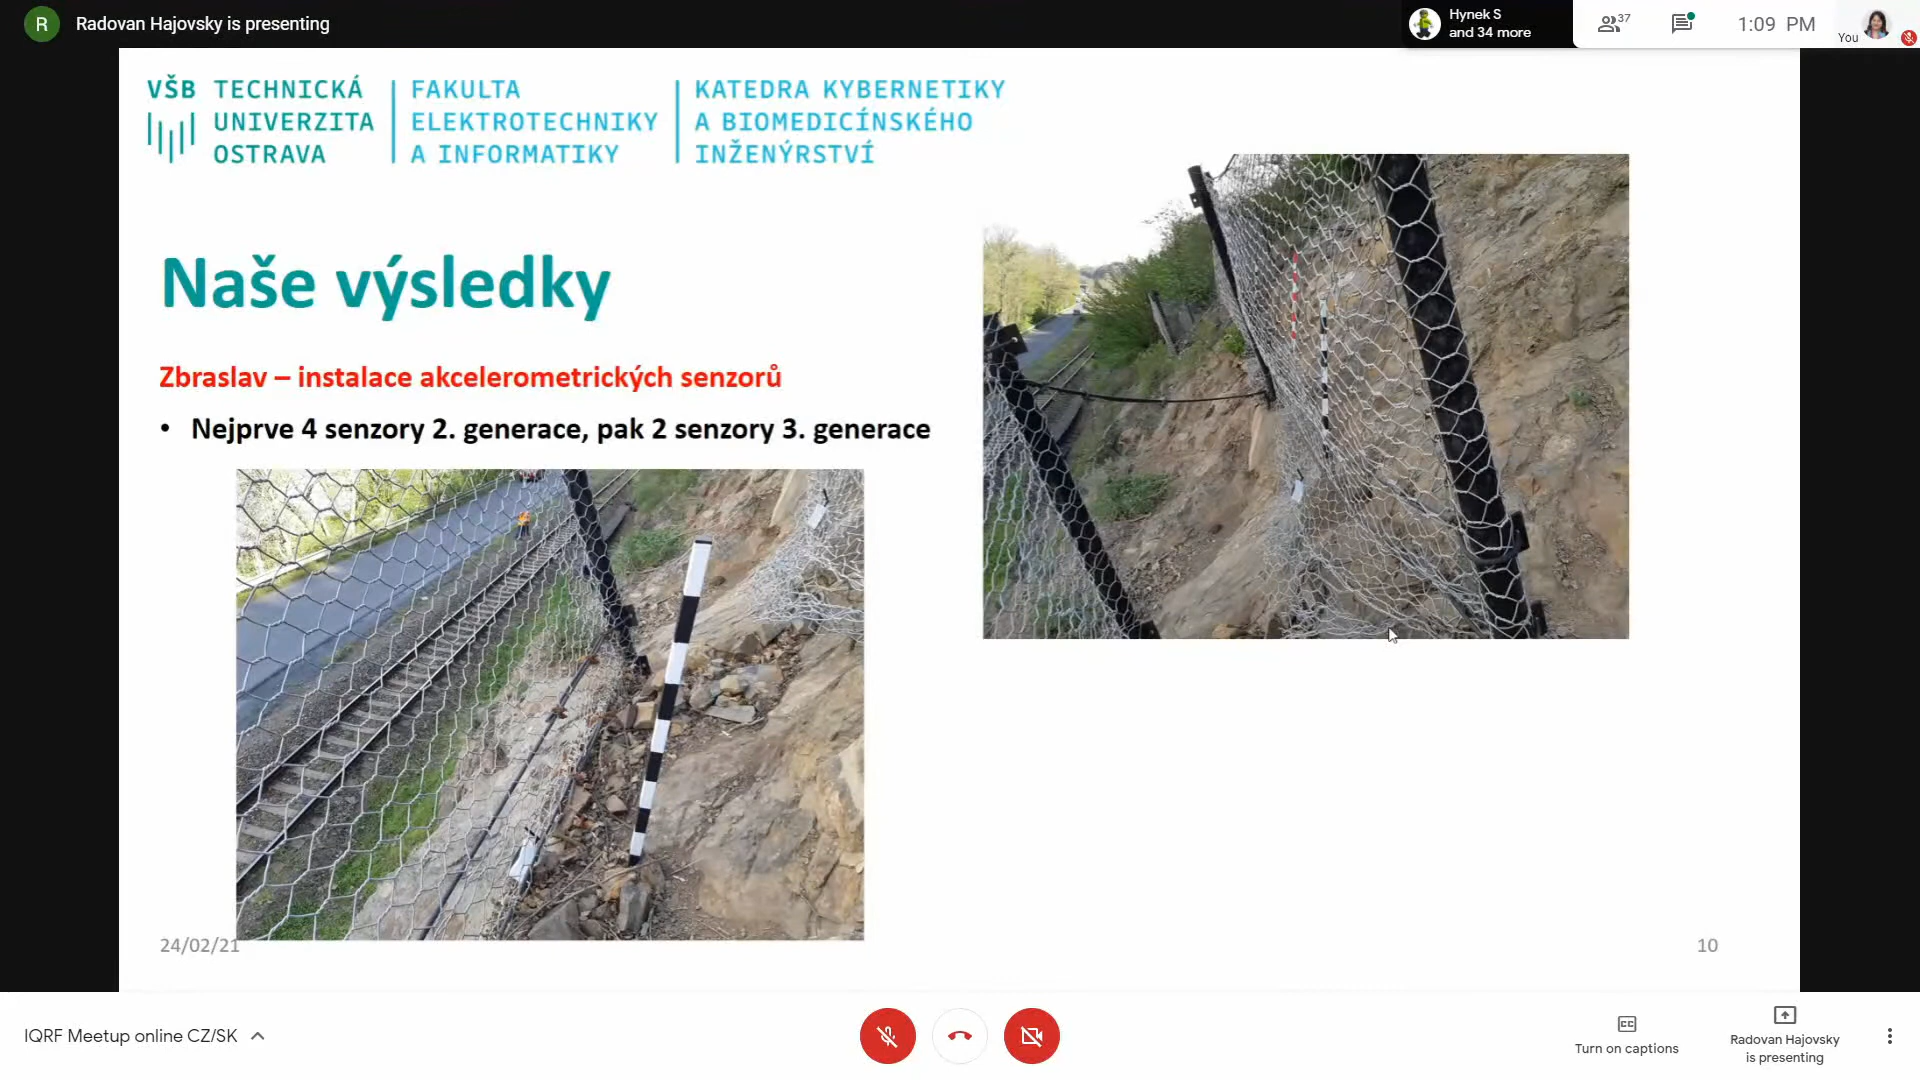 R Radovan Hajovsky is presenting
Hynek S
and 34 more
37
1:09 PM
You
VŠB TECHNICKÁ
UNIVERZITA
OSTRAVA
FAKULTA
ELEKTROTECHNIKY
A INFORMATIKY
KATEDRA KYBERNETIKY
A BIOMEDICÍNSKÉHO
INŽENÝRSTVÍ
Naše výsledky
Zbraslav – instalace akcelerometrických senzorů
• Nejprve 4 senzory 2. generace, pak 2 senzory 3. generace
24/02/21
10
IQRF Meetup online CZ/SK
CC
Turn on captions
Radovan Hajovsky
is presenting